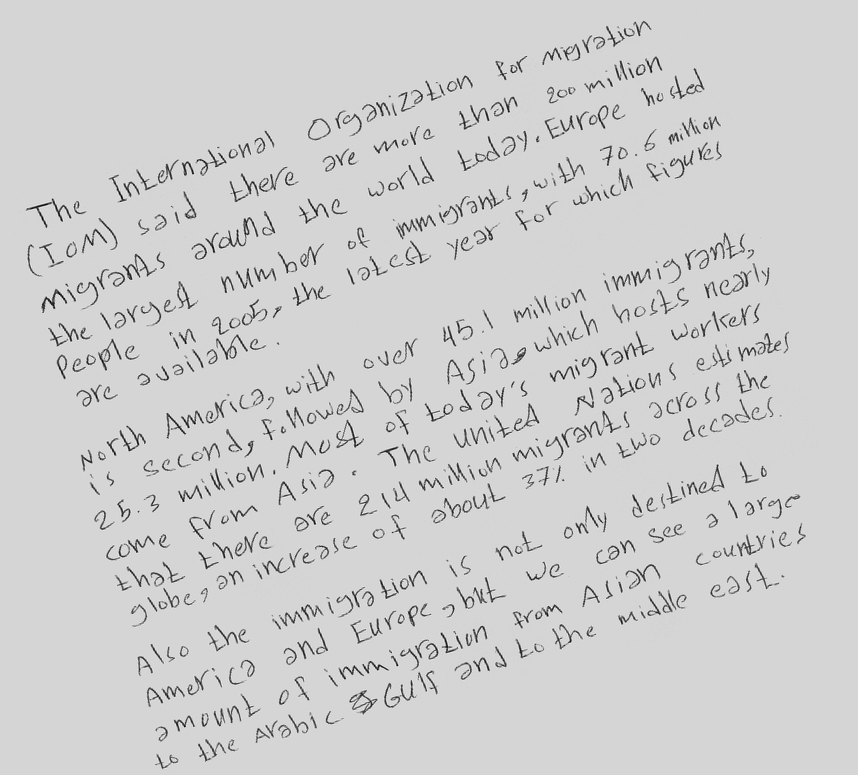 The International Organization for Migration
(IOM) said there are more than 200 million
migrants around the world today. Europe hosted
the largest number of immigrants, with 70.6 million
People in 2005, the latest year for which figures
are available.
North America, with over 45.1 million immigrants,
is second, followed by Asia, which hosts nearly
25.3 million. Most of today's migrant workers
come from Asia. The united Nations estimates
that there are 214 million migrants across the
globe, an increase of about 37% in two decades.
Also the immigration is not only destined to
America and Europe, but we can see a large
amount of immigration from Asian countries
to the Arabic Gulf and to the middle east.